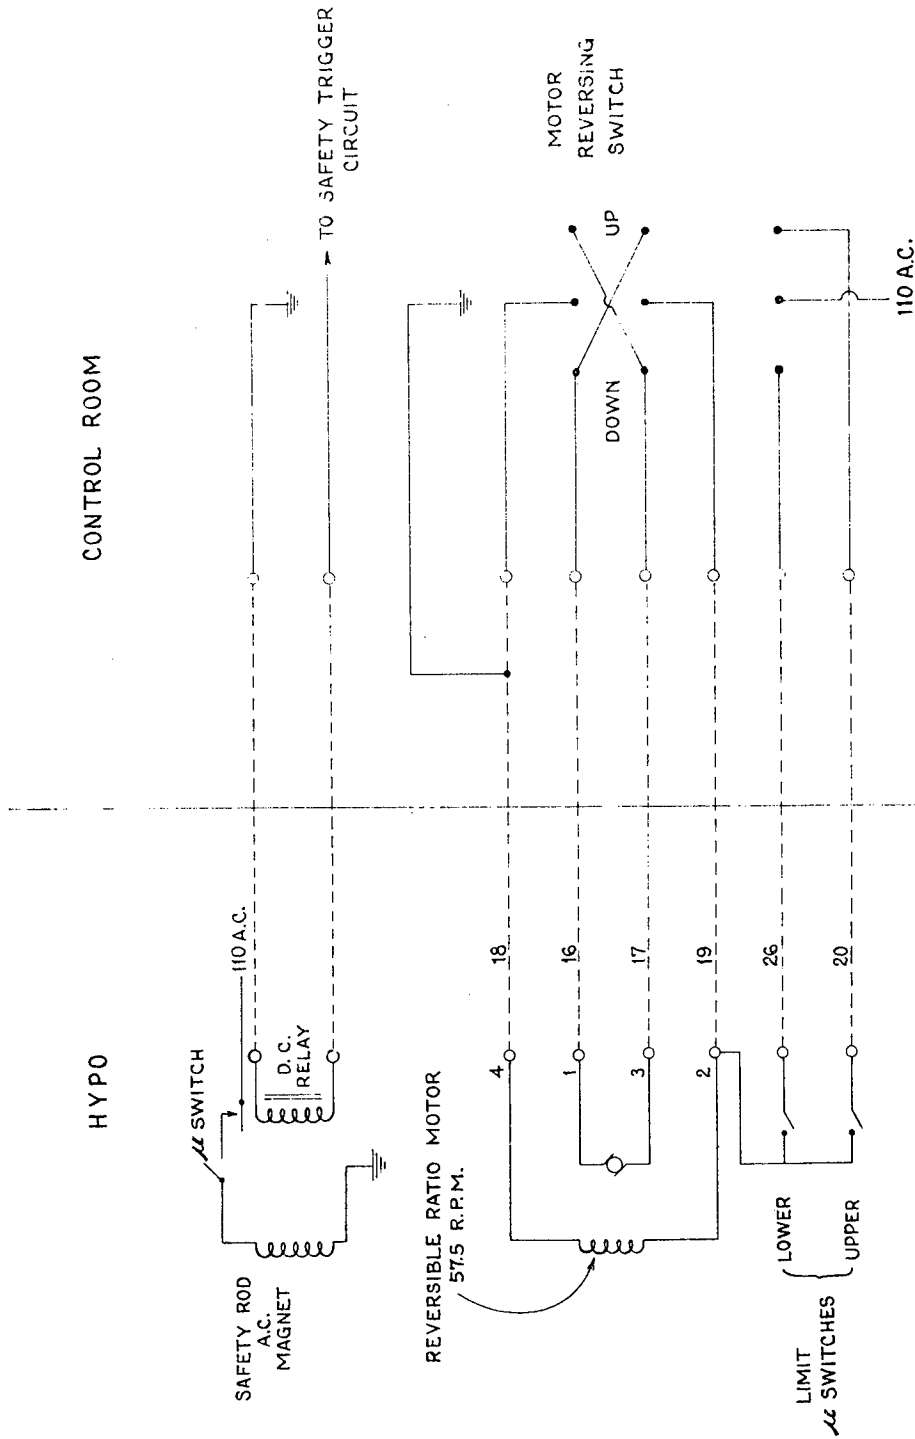 HYPO
CONTROL ROOM
µ SWITCH
110 A.C.
D.C.
RELAY
SAFETY ROD
A.C.
MAGNET
TO SAFETY TRIGGER
CIRCUIT
REVERSIBLE RATIO MOTOR
57.5 R.P.M.
4
18
1
16
3
17
2
19
26
20
LOWER
UPPER
LIMIT
µ SWITCHES
DOWN
UP
MOTOR
REVERSING
SWITCH
110 A.C.